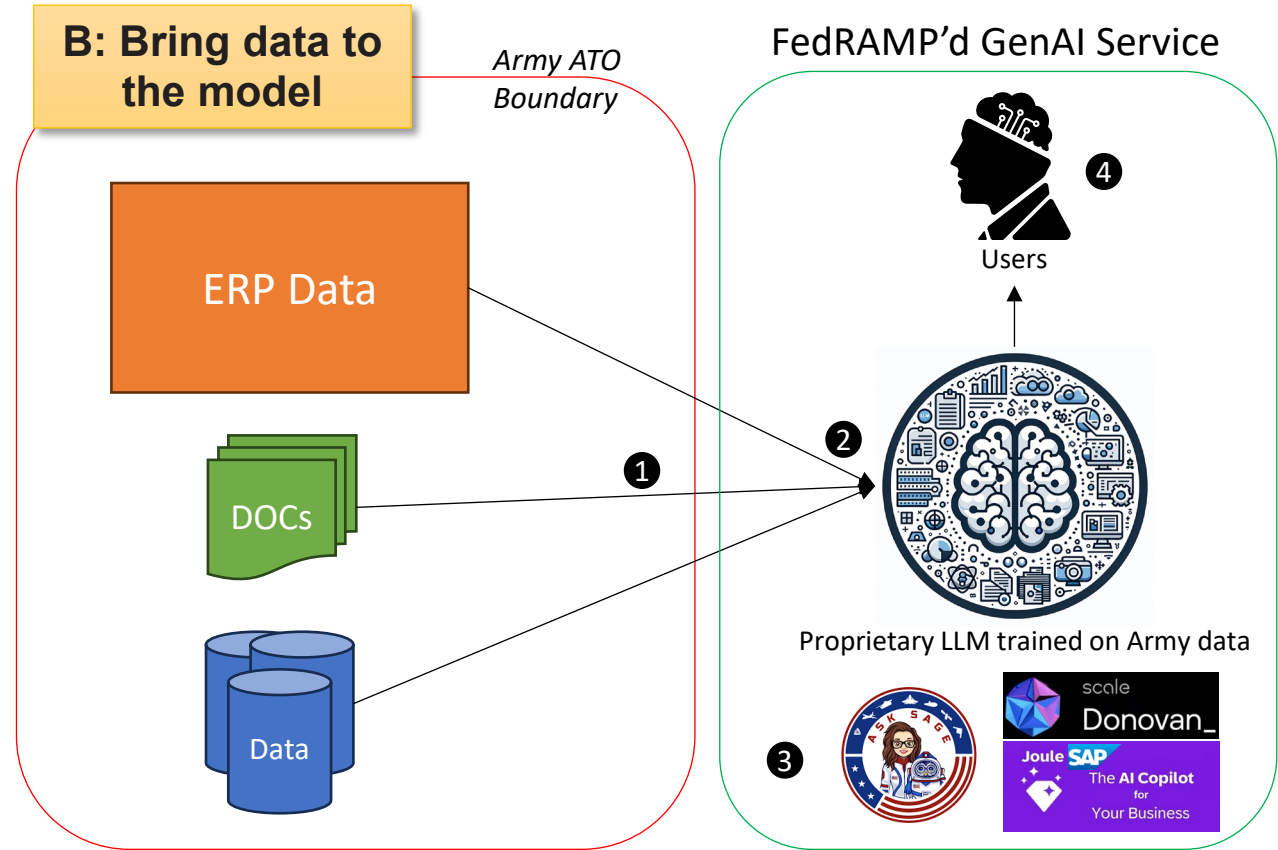 B: Bring data to
the model
Army ATO
Boundary
FedRAMP'd GenAI Service
4
Users
ERP Data
2
1
DOCs
Proprietary LLM trained on Army data
Data
3
ASK SAGE
scale
Donovan_
Joule SAP
The AI Copilot
for
Your Business